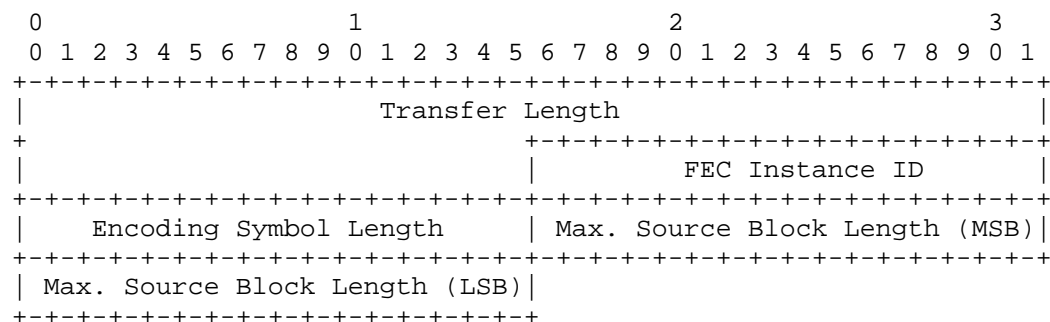 0                   1                   2                   3
 0 1 2 3 4 5 6 7 8 9 0 1 2 3 4 5 6 7 8 9 0 1 2 3 4 5 6 7 8 9 0 1
+-+-+-+-+-+-+-+-+-+-+-+-+-+-+-+-+-+-+-+-+-+-+-+-+-+-+-+-+-+-+-+-+
|                      Transfer Length                          |
+                               +-+-+-+-+-+-+-+-+-+-+-+-+-+-+-+-+
|                               |         FEC Instance ID       |
+-+-+-+-+-+-+-+-+-+-+-+-+-+-+-+-+-+-+-+-+-+-+-+-+-+-+-+-+-+-+-+-+
|    Encoding Symbol Length     | Max. Source Block Length (MSB)|
+-+-+-+-+-+-+-+-+-+-+-+-+-+-+-+-+-+-+-+-+-+-+-+-+-+-+-+-+-+-+-+-+
| Max. Source Block Length (LSB)|
+-+-+-+-+-+-+-+-+-+-+-+-+-+-+-+-+